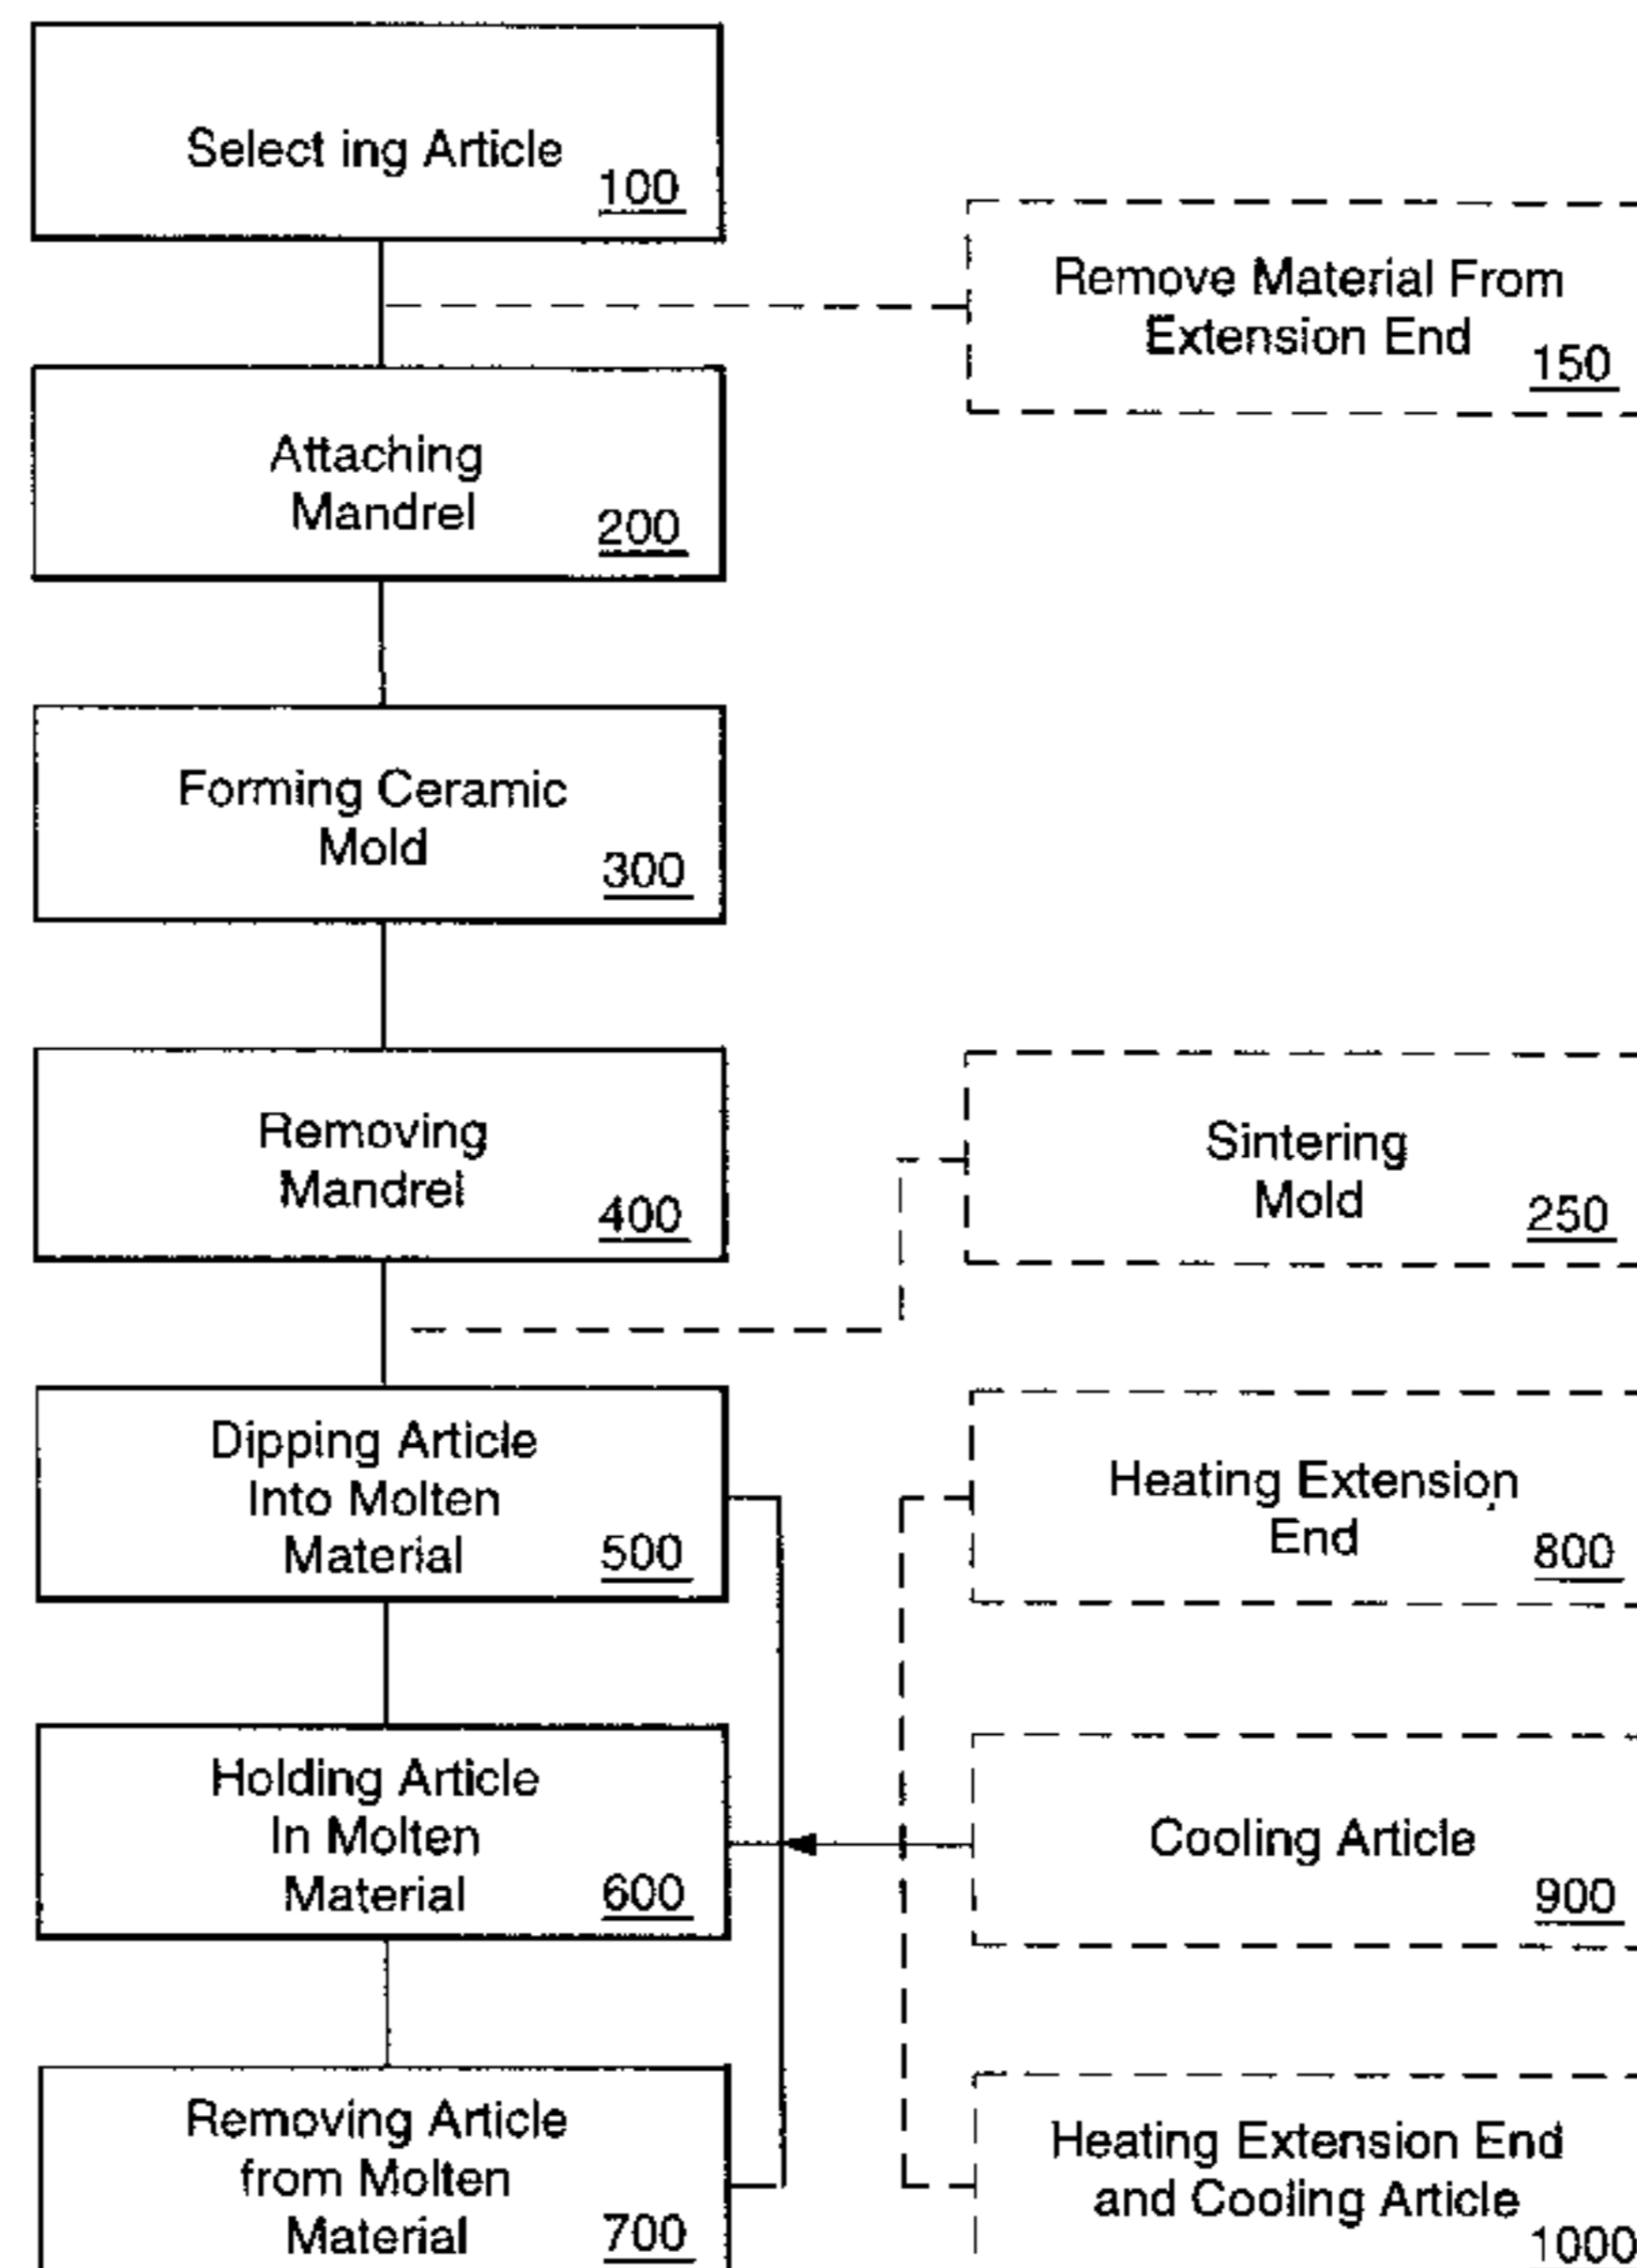 Select ing Article
100
Remove Material From
Extension End
150
Attaching
Mandrel
200
Forming Ceramic
Mold
300
Removing
Mandrel
400
Sintering
Mold
250
Dipping Article
Into Molten
Material
500
Heating Extension
End
800
Holding Article
In Molten
Material
600
Cooling Article
900
Removing Article
from Molten
Material
700
Heating Extension End
and Cooling Article
1000